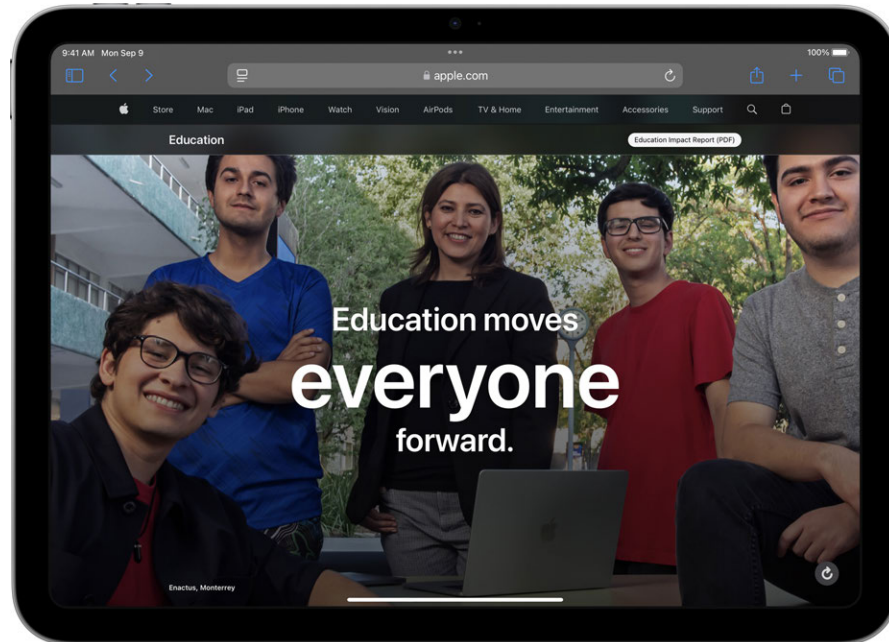 9:41 AM Mon Sep 9
100%
apple.com
Store Mac iPad iPhone Watch Vision AirPods TV & Home Entertainment Accessories Support
Education
Education Impact Report (PDF)
Education moves
everyone
forward.
Enactus, Monterrey